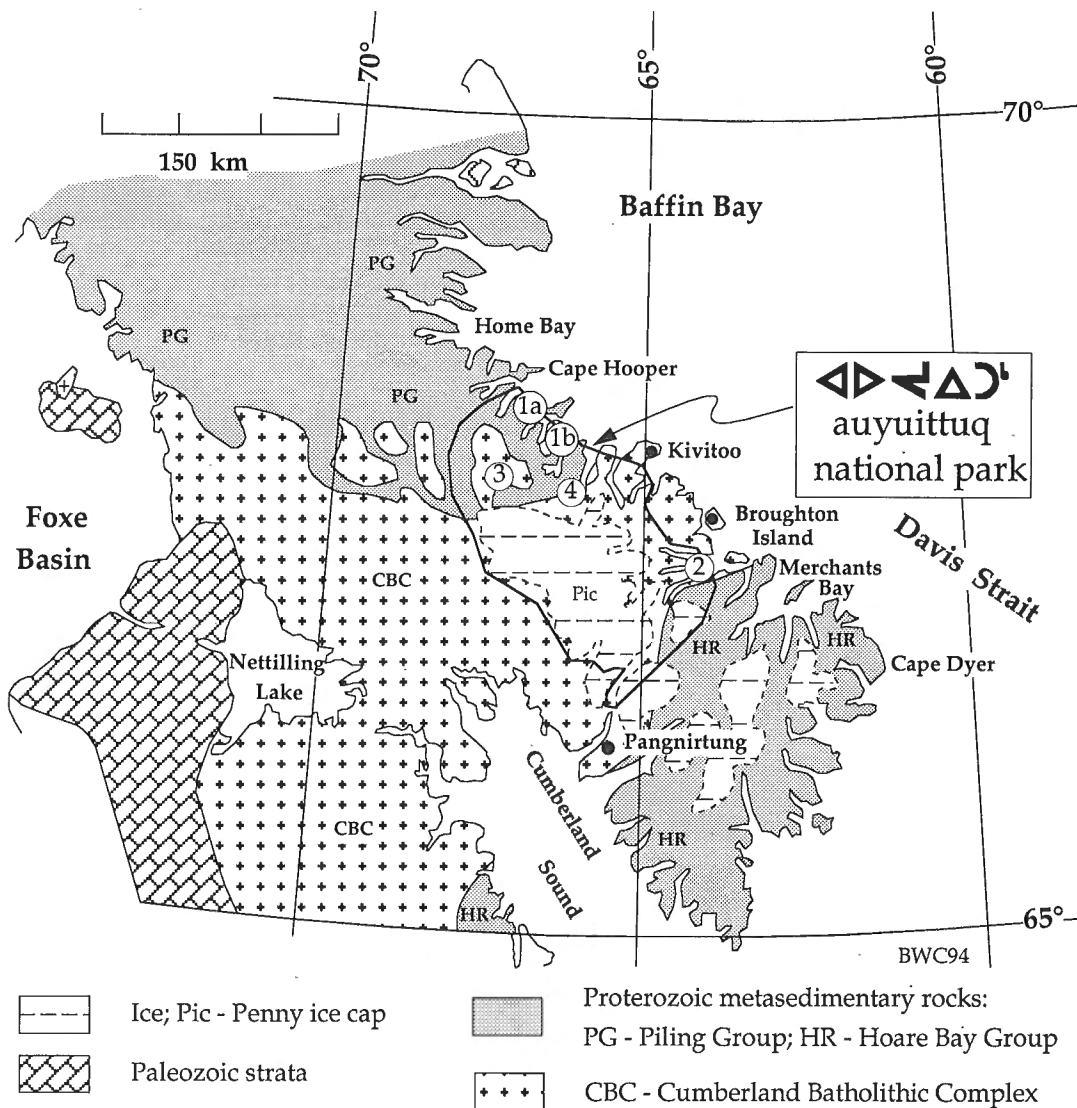 70°
65°
60°
70°
150 km
Baffin Bay
PG
Home Bay
PG
Cape Hooper
ᐊᐅᔪᐃᑐᖅ
auyuittuq
national park
PG
1a
1b
Kivitoo
3
4
Foxe
Basin
Broughton
Island
Davis Strait
2
Merchants
Bay
CBC
Pic
HR
HR
Cape Dyer
Nettilling
Lake
Pangnirtung
Cumberland
Sound
CBC
HR
HR
65°
BWC94
Ice; Pic - Penny ice cap
Proterozoic metasedimentary rocks:
PG - Piling Group; HR - Hoare Bay Group
Paleozoic strata
CBC - Cumberland Batholithic Complex